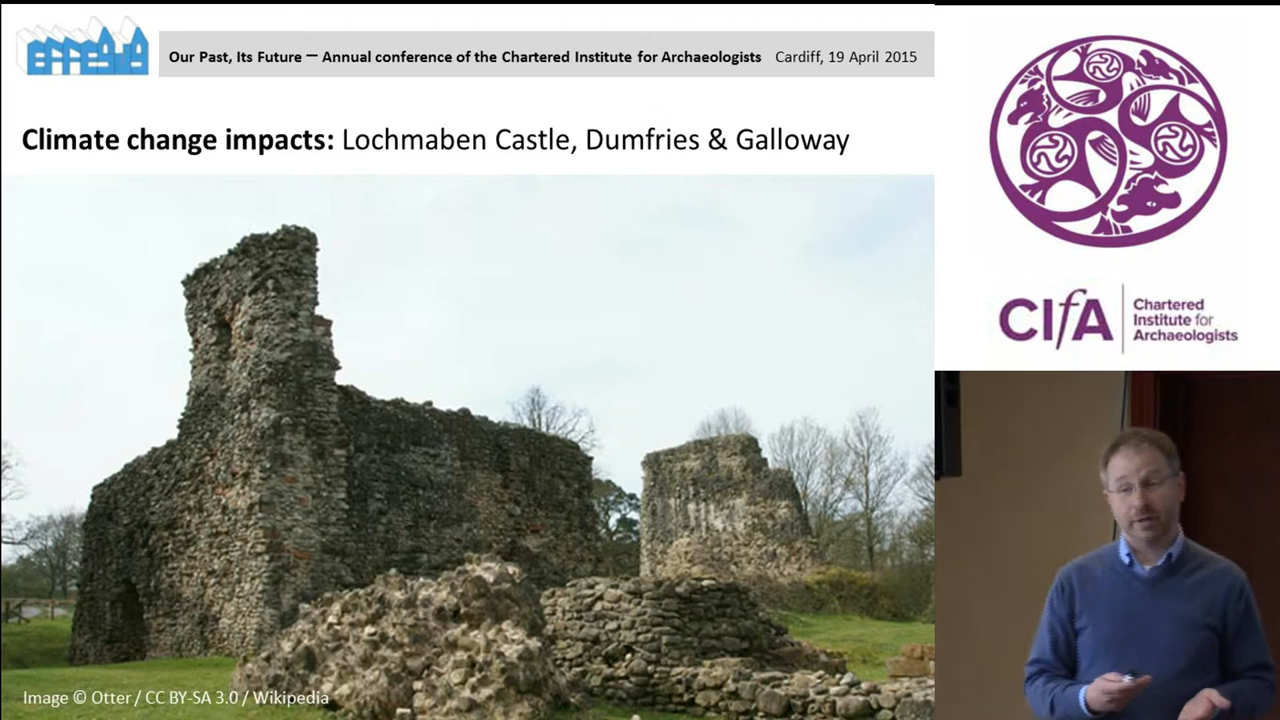 effesus
Our Past, Its Future — Annual conference of the Chartered Institute for Archaeologists Cardiff, 19 April 2015
Climate change impacts: Lochmaben Castle, Dumfries & Galloway
Image © Otter / CC BY-SA 3.0 / Wikipedia
CIfA
Chartered
Institute for
Archaeologists